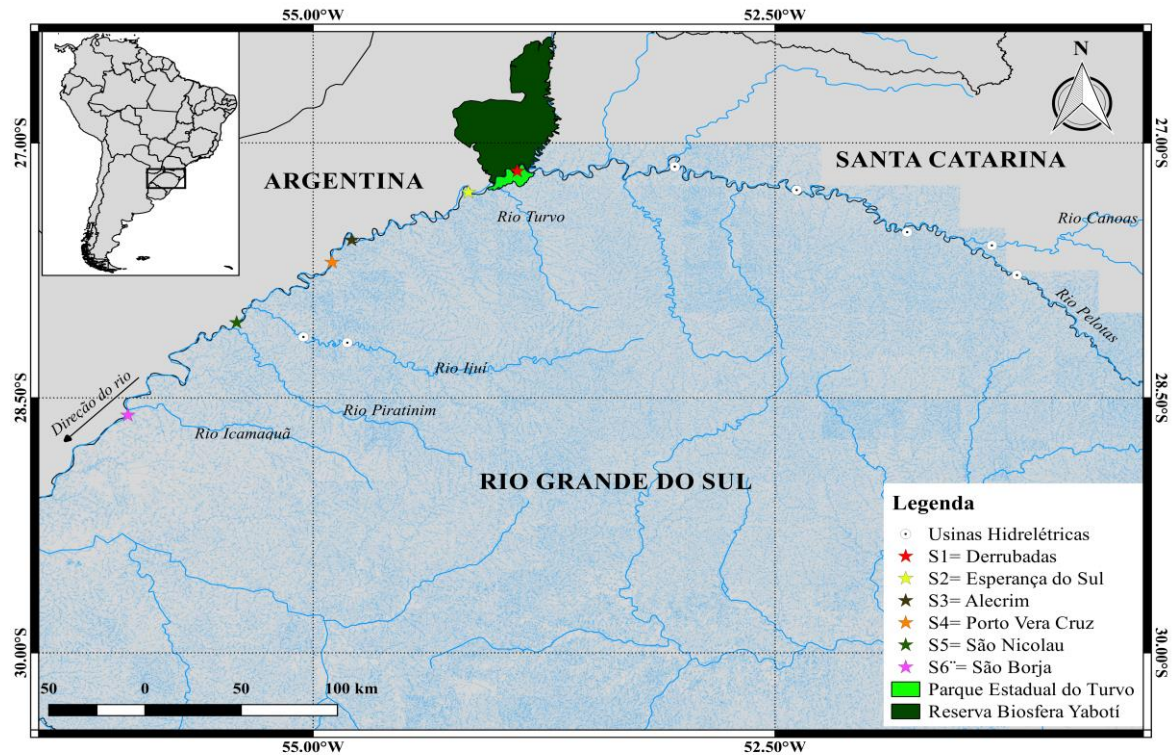 55.00°W
52.50°W
N
27.00°S
27.00°S
ARGENTINA
SANTA CATARINA
Rio Turvo
Rio Canoas
Rio Pelotas
Rio Ijuí
Direção do rio
Rio Piratinim
28.50°S
28.50°S
Rio Icamaquã
RIO GRANDE DO SUL
Legenda
Usinas Hidrelétricas
S1= Derrubadas
S2= Esperança do Sul
S3= Alecrim
S4= Porto Vera Cruz
S5= São Nicolau
S6¨= São Borja
Parque Estadual do Turvo
Reserva Biosfera Yabotí
30.00°S
30.00°S
50 0 50 100 km
55.00°W
52.50°W